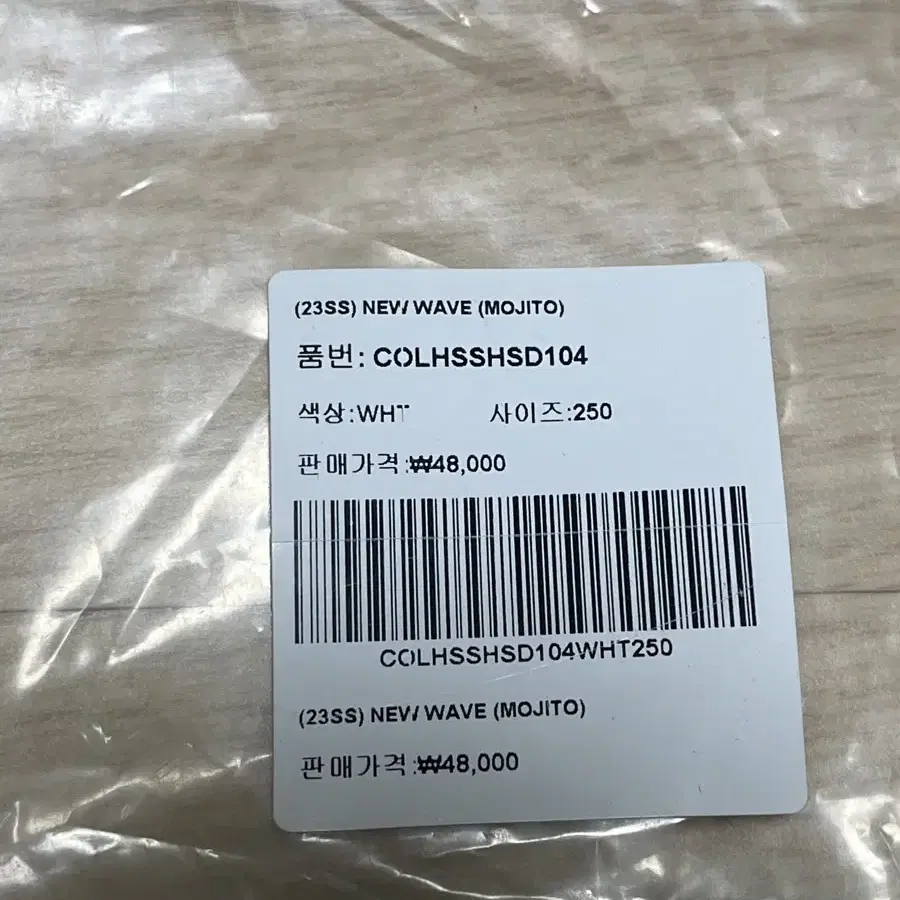 (23SS) NEW WAVE (MOJITO)
품번: COLHSSHSD104
색상:WHT 사이즈:250
판매가격:₩48,000
COLHSSHSD104WHT250
(23SS) NEW WAVE (MOJITO)
판매가격:₩48,000